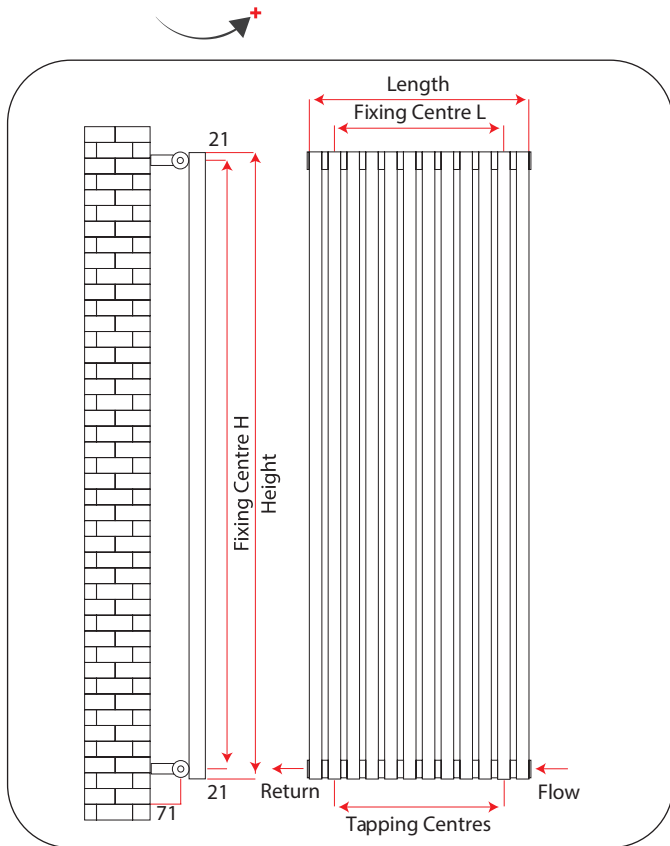 Length
Fixing Centre L
21
Fixing Centre H
Height
21
71
Return
Flow
Tapping Centres